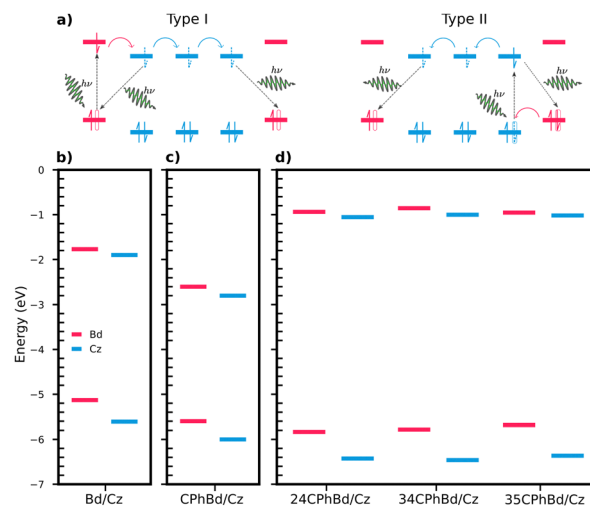 a) Type I Type II
hν hν hν hν hν hν
b) c) d)
0
−1
−2
−3
−4
−5
−6
−7
Energy (eV)
Bd
Cz
Bd/Cz CPhBd/Cz 24CPhBd/Cz 34CPhBd/Cz 35CPhBd/Cz